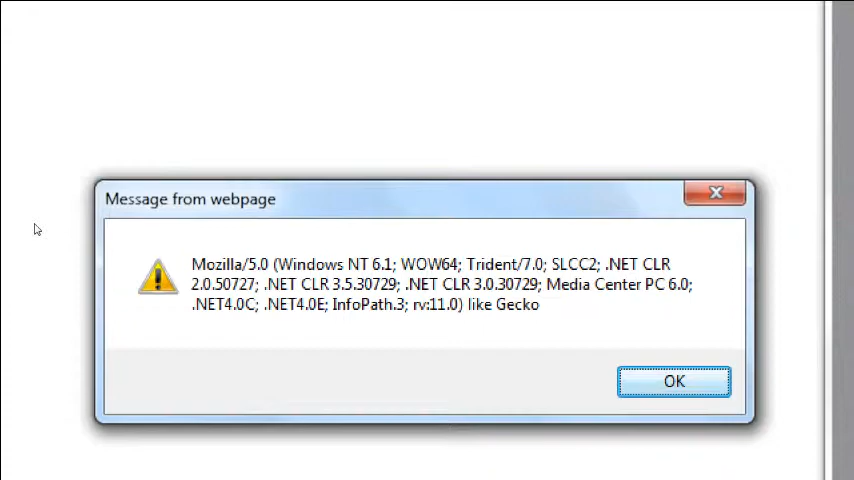 Message from webpage
Mozilla/5.0 (Windows NT 6.1; WOW64; Trident/7.0; SLCC2; .NET CLR
2.0.50727; .NET CLR 3.5.30729; .NET CLR 3.0.30729; Media Center PC 6.0;
.NET4.0C; .NET4.0E; InfoPath.3; rv:11.0) like Gecko
OK